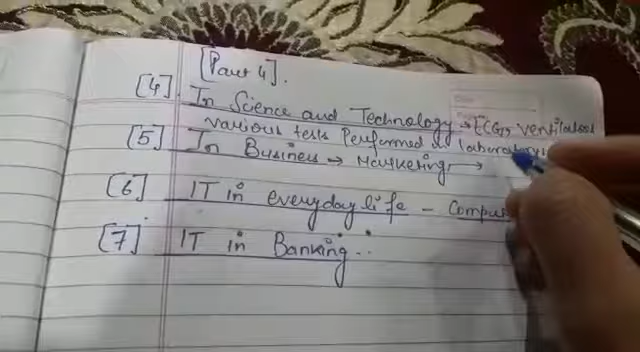 [Part 4].
[4]. In Science and Technology → ECG, Ventilators
various tests Performed in laboratory
[5] In Business → Marketing →
[6] IT in everyday life - Compu
[7] IT in Banking :-